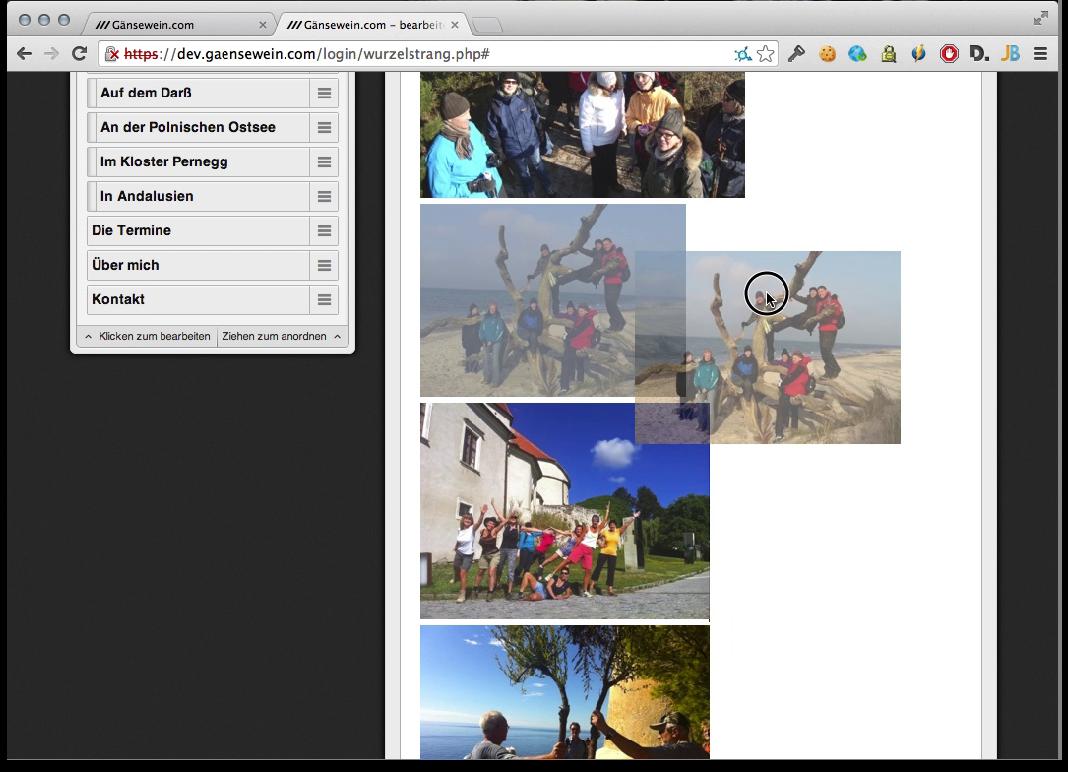 Gänsewein.com
Gänsewein.com – bearbeit
https://dev.gaensewein.com/login/wurzelstrang.php#
D.
JB
Auf dem Darß
An der Polnischen Ostsee
Im Kloster Pernegg
In Andalusien
Die Termine
Über mich
Kontakt
Klicken zum bearbeiten
Ziehen zum anordnen